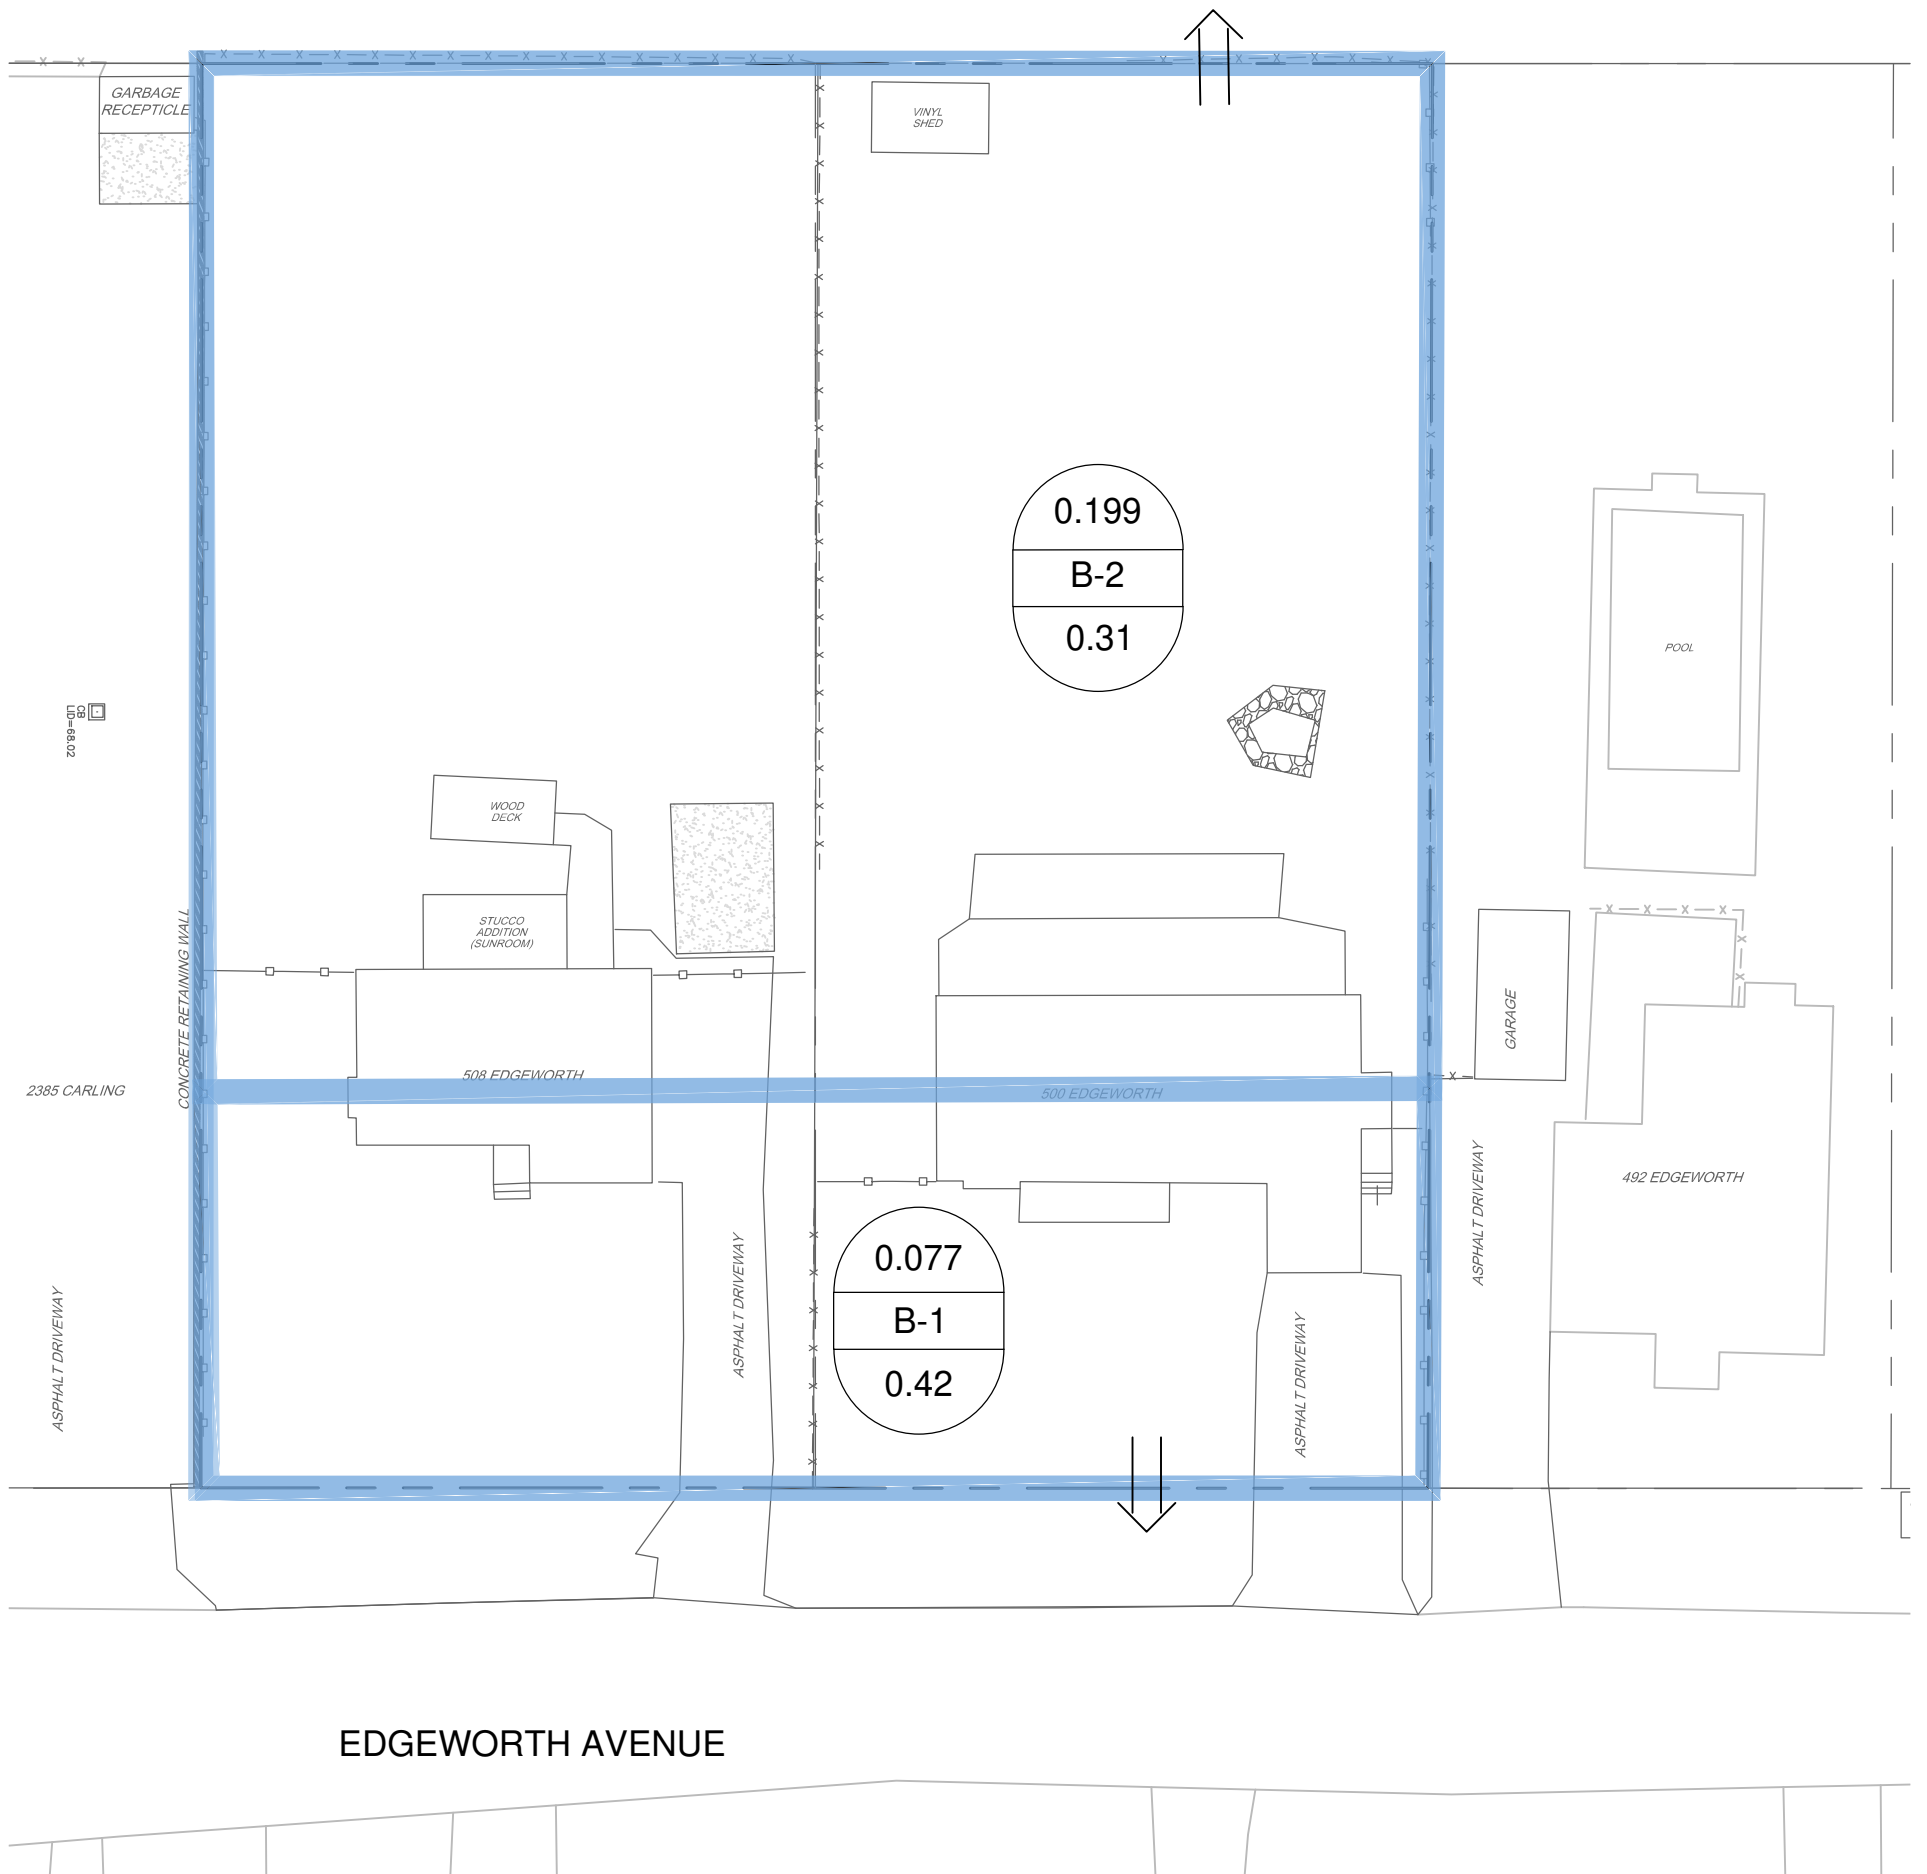 GARBAGE
RECEPTICLE
VINYL
SHED
0.199
B-2
0.31
POOL
CB
LID=68.02
WOOD
DECK
STUCCO
ADDITION
(SUNROOM)
CONCRETE RETAINING WALL
GARAGE
2385 CARLING
508 EDGEWORTH
500 EDGEWORTH
492 EDGEWORTH
ASPHALT DRIVEWAY
ASPHALT DRIVEWAY
0.077
B-1
0.42
ASPHALT DRIVEWAY
ASPHALT DRIVEWAY
EDGEWORTH AVENUE